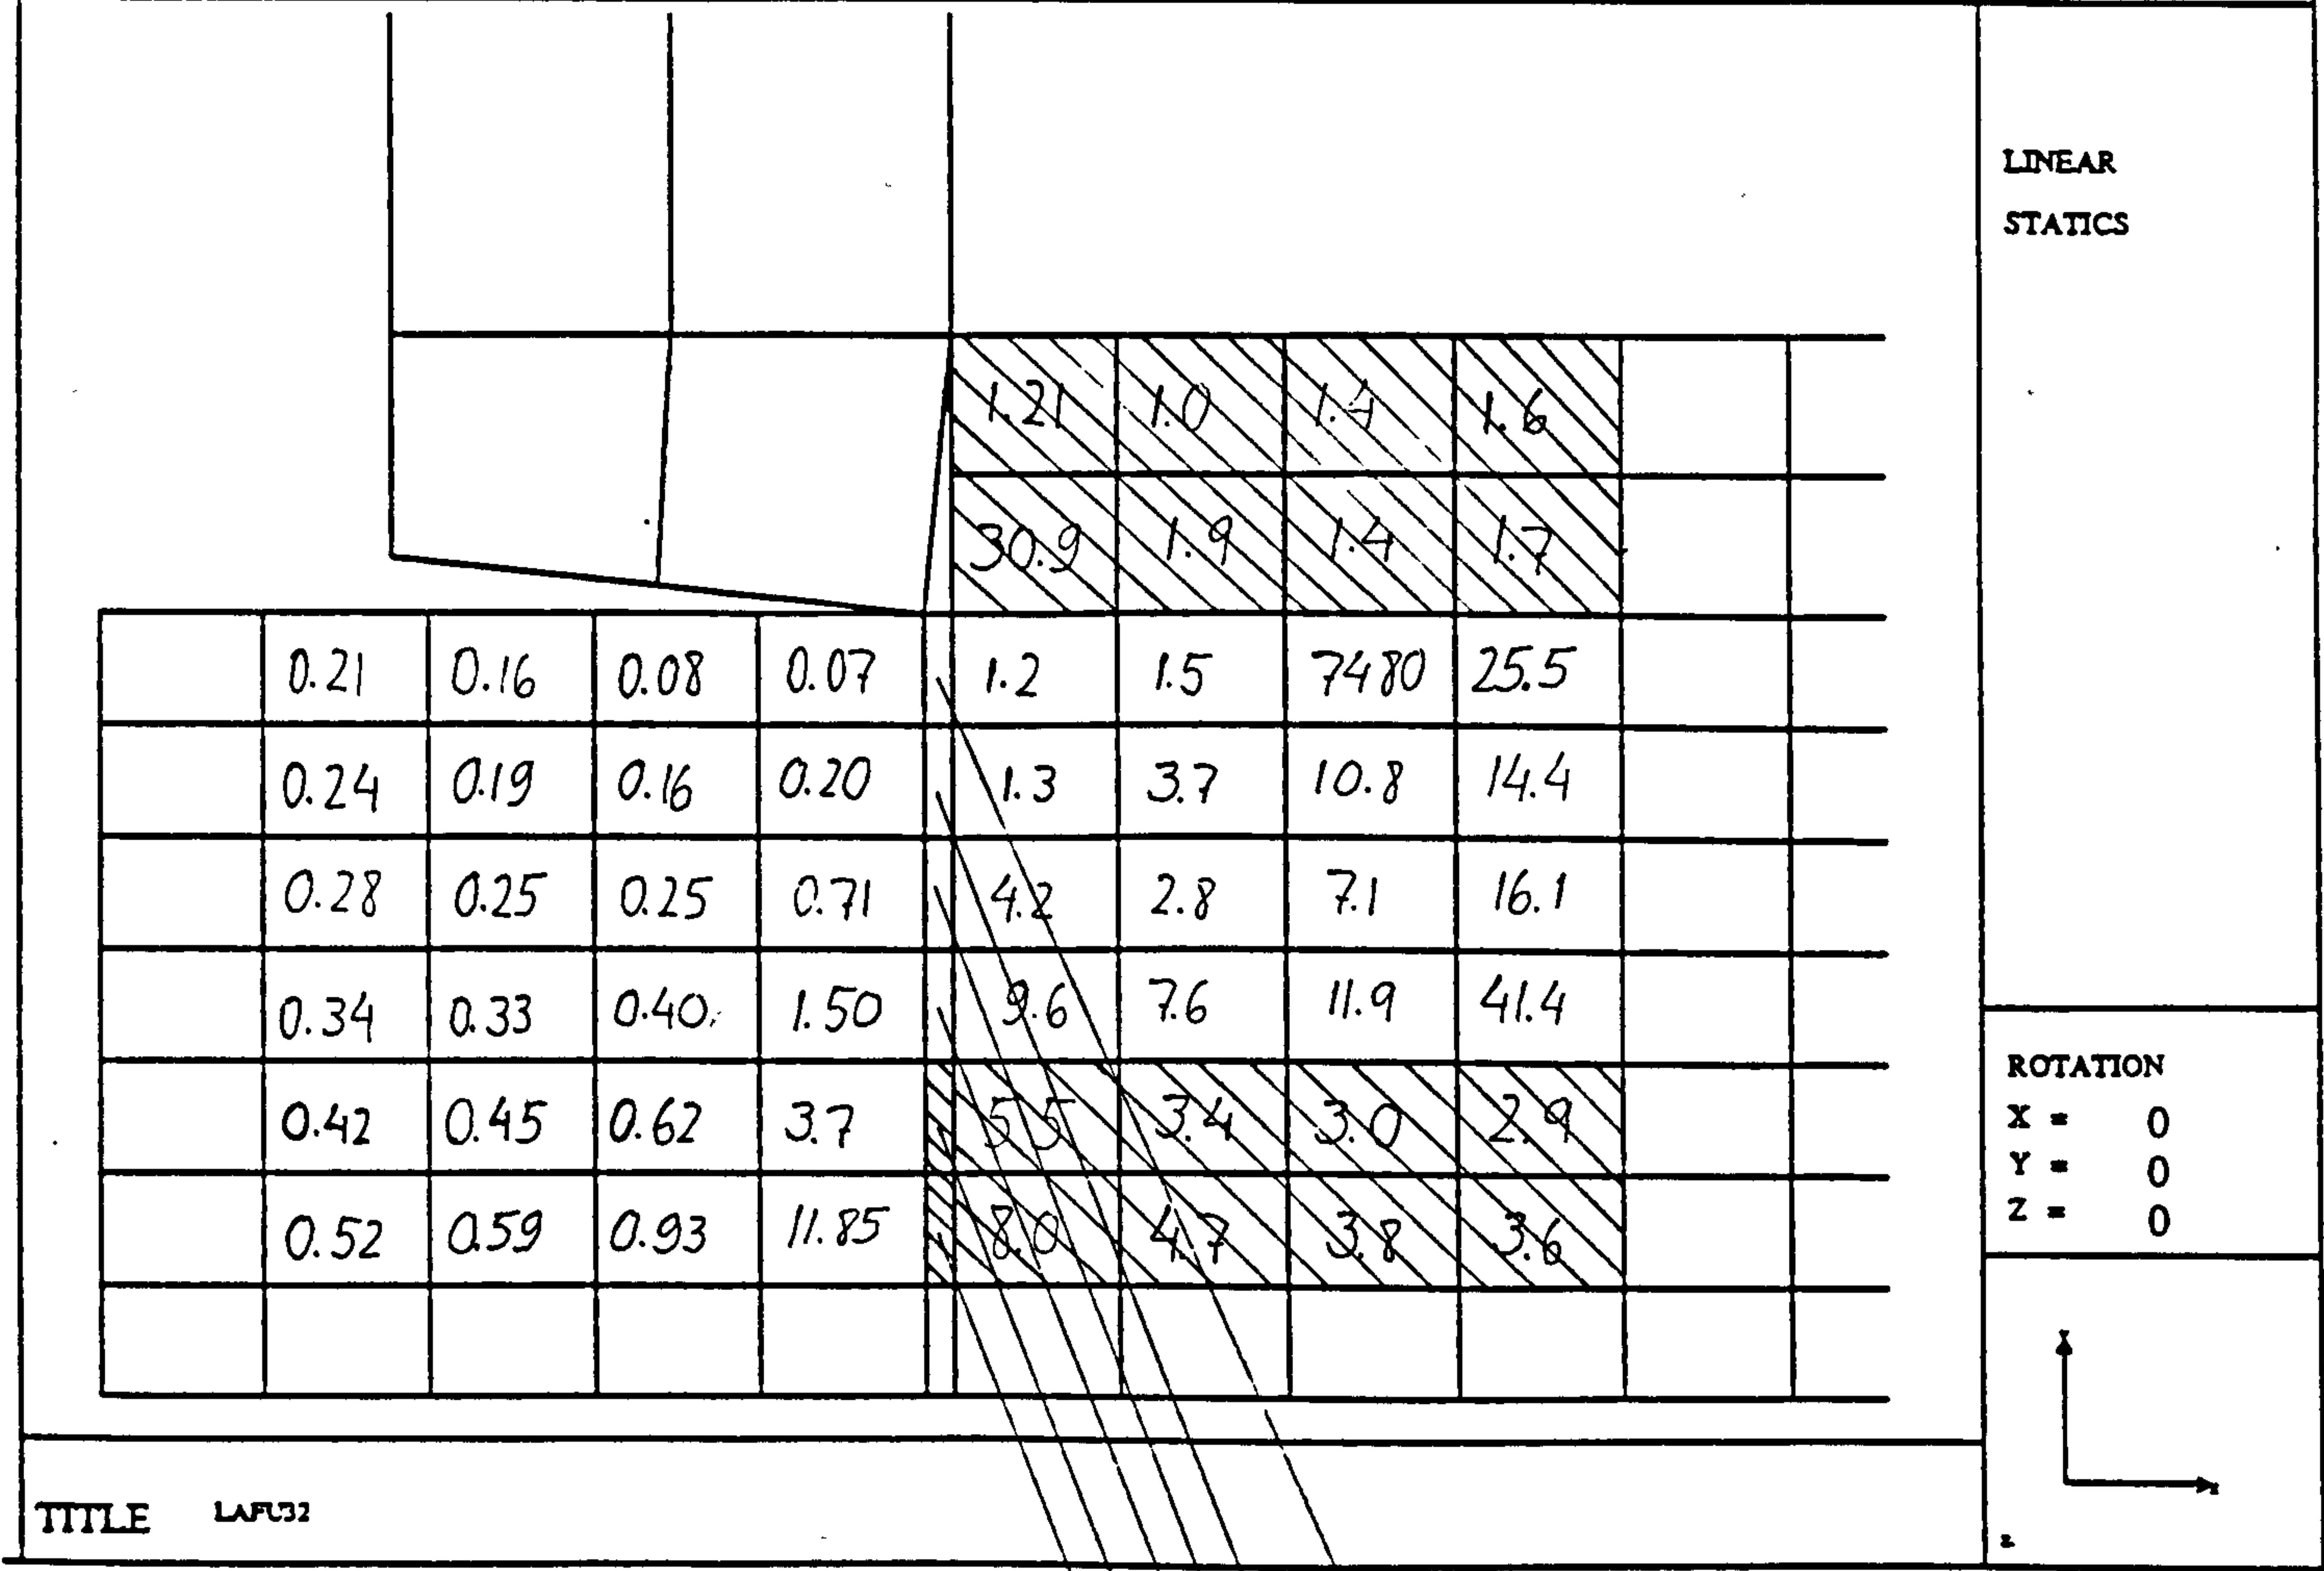 LINEAR
STATICS
1.21 1.0 1.4 1.6
30.9 1.9 1.4 1.7
0.21 0.16 0.08 0.07 1.2 1.5 7480 25.5
0.24 0.19 0.16 0.20 1.3 3.7 10.8 14.4
0.28 0.25 0.25 0.71 4.2 2.8 7.1 16.1
0.34 0.33 0.40 1.50 9.6 7.6 11.9 41.4
0.42 0.45 0.62 3.7 5.5 3.4 3.0 2.9
0.52 0.59 0.93 11.85 8.0 4.7 3.8 3.6
ROTATION
X = 0
Y = 0
Z = 0
TITLE LAFU32